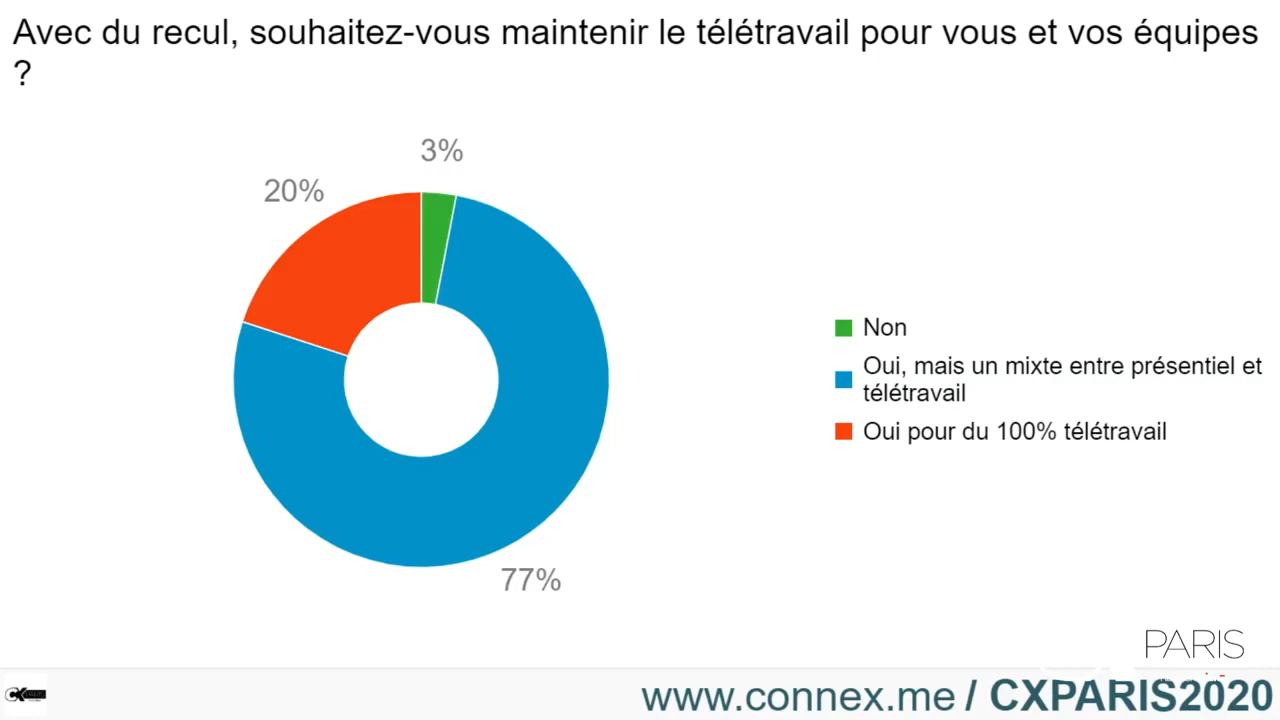 Avec du recul, souhaitez-vous maintenir le télétravail pour vous et vos équipes
?
3%
20%
77%
Non
Oui, mais un mixte entre présentiel et
télétravail
Oui pour du 100% télétravail
PARIS
www.connex.me / CXPARIS2020